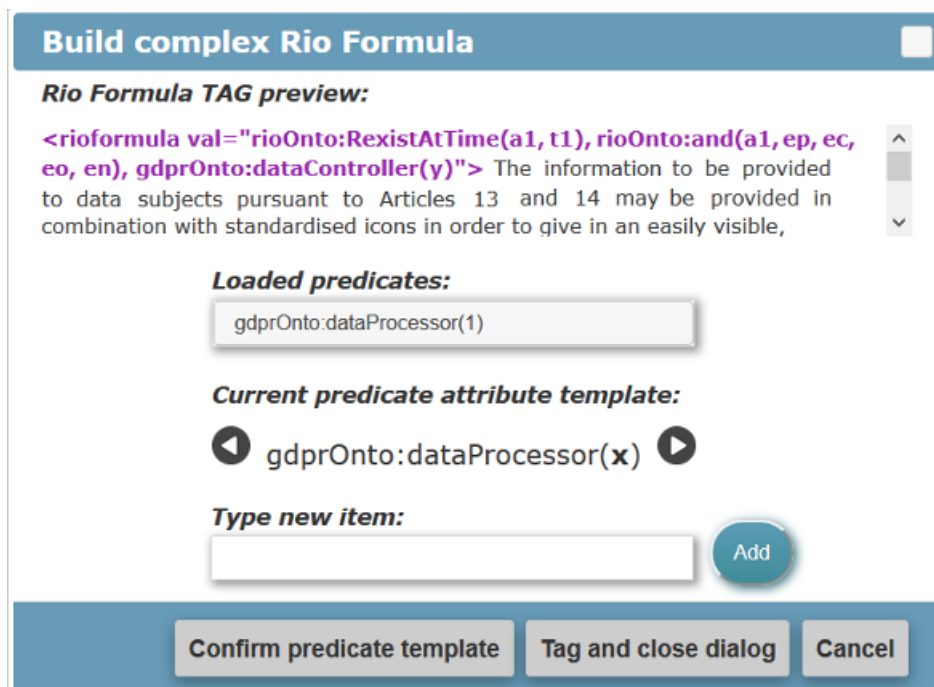 Build complex Rio Formula
Rio Formula TAG preview:
<rioformula val="rioOnto:RexistAtTime(a1, t1), rioOnto:and(a1, ep, ec,
eo, en), gdprOnto:dataController(y)"> The information to be provided
to data subjects pursuant to Articles 13 and 14 may be provided in
combination with standardised icons in order to give in an easily visible,
Loaded predicates:
gdprOnto:dataProcessor(1)
Current predicate attribute template:
gdprOnto:dataProcessor(x)
Type new item:
Add
Confirm predicate template Tag and close dialog Cancel